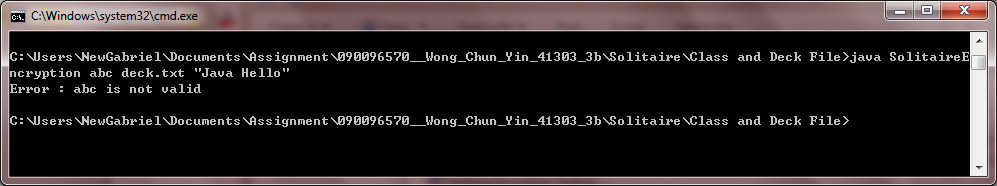 C:\Windows\system32\cmd.exe
C:\Users\NewGabriel\Documents\Assignment\090096570__Wong_Chun_Yin_41303_3b\Solitaire\Class and Deck File>java SolitaireE
ncryption abc deck.txt "Java Hello"
Error : abc is not valid
C:\Users\NewGabriel\Documents\Assignment\090096570__Wong_Chun_Yin_41303_3b\Solitaire\Class and Deck File>